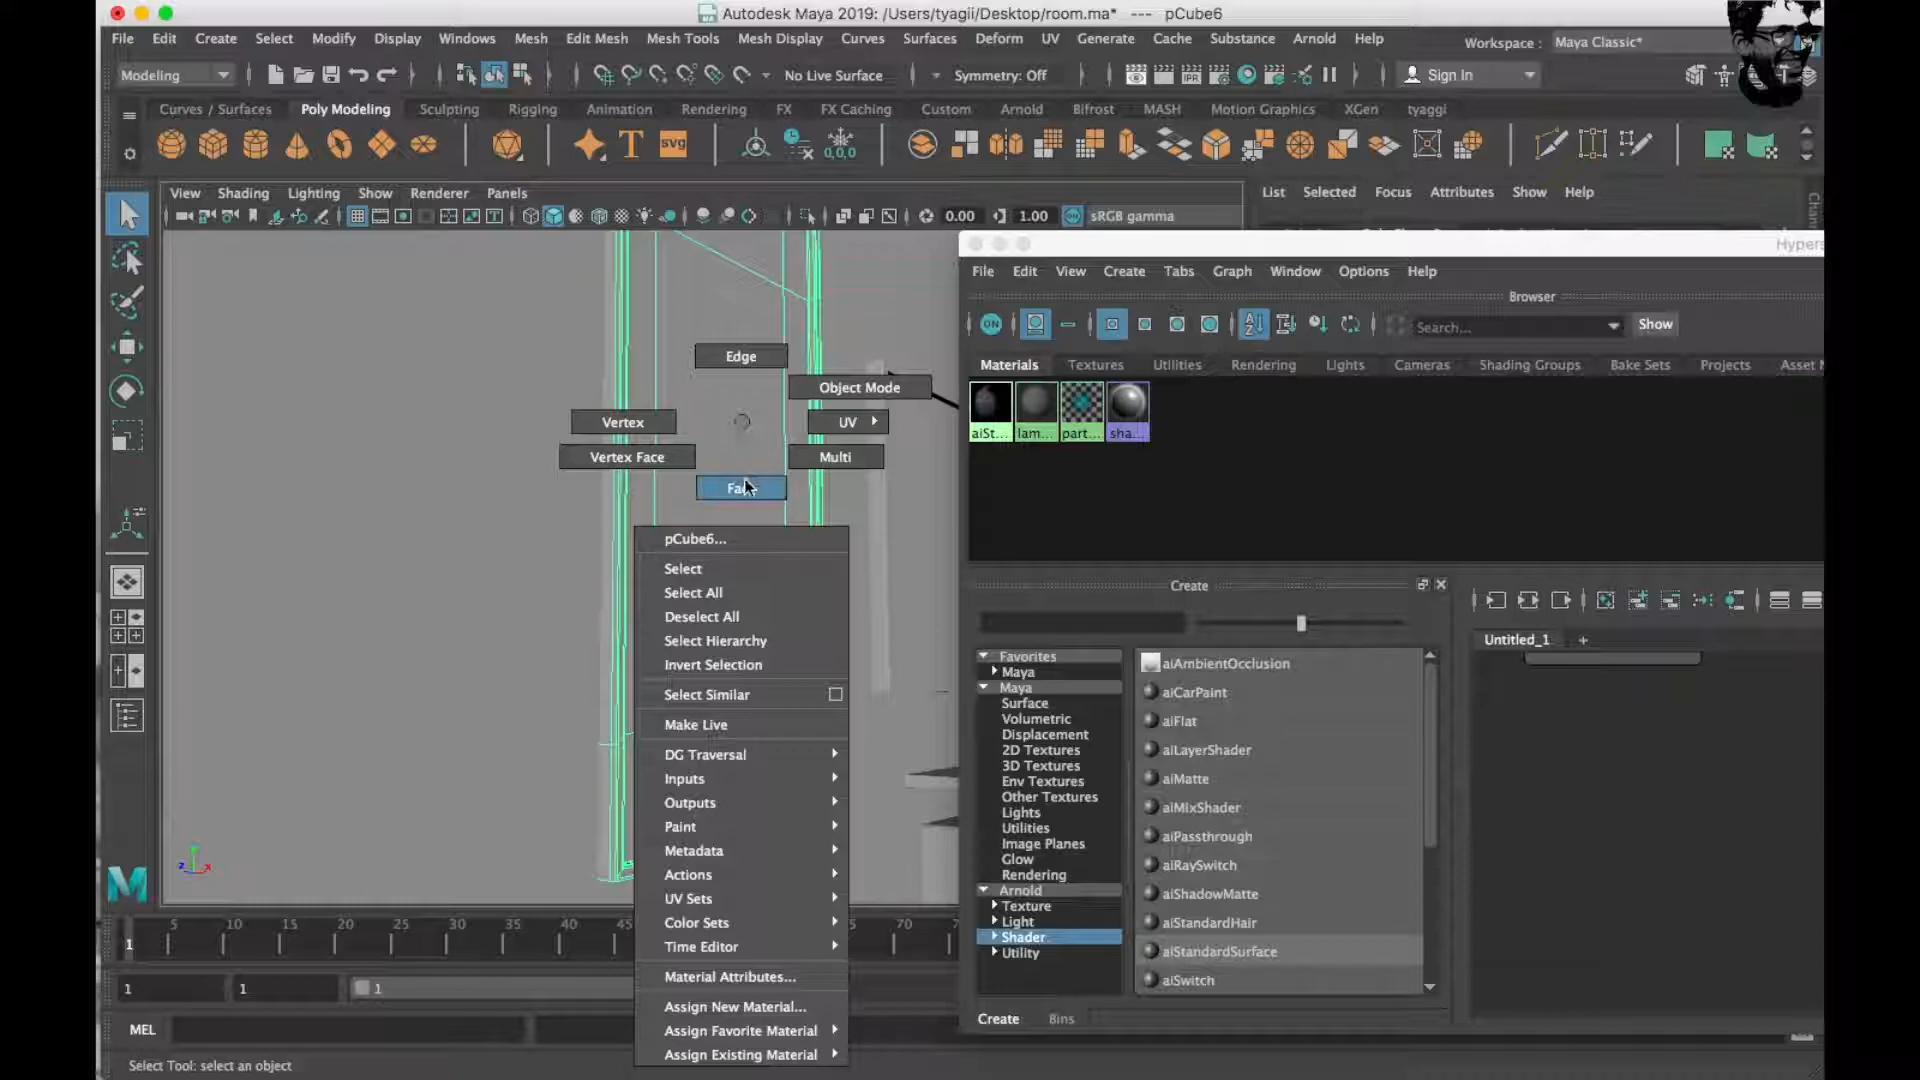 Autodesk Maya 2019: /Users/tyagii/Desktop/room.ma* --- pCube6
File Edit Create Select Modify Display Windows Mesh Edit Mesh Mesh Tools Mesh Display Curves Surfaces Deform UV Generate Cache Substance Arnold Help
Workspace : Maya Classic*
Modeling
No Live Surface
Symmetry: Off
Sign In
Curves / Surfaces Poly Modeling Sculpting Rigging Animation Rendering FX FX Caching Custom Arnold Bifrost MASH Motion Graphics XGen tyaggi
T SVG 0,0,0
View Shading Lighting Show Renderer Panels
List Selected Focus Attributes Show Help
0.00 1.00 sRGB gamma
Edge
Object Mode
Vertex
UV
Vertex Face
Multi
pCube6...
Select
Select All
Deselect All
Select Hierarchy
Invert Selection
Select Similar
Make Live
DG Traversal
Inputs
Outputs
Paint
Metadata
Actions
UV Sets
Color Sets
Time Editor
Material Attributes...
Assign New Material...
Assign Favorite Material
Assign Existing Material
File Edit View Create Tabs Graph Window Options Help
Browser
ON
Search...
Show
Materials Textures Utilities Rendering Lights Cameras Shading Groups Bake Sets Projects Asset
aiSt... lam... part... sha...
Create
Favorites
Maya
Maya
Surface
Volumetric
Displacement
2D Textures
3D Textures
Env Textures
Other Textures
Lights
Utilities
Image Planes
Glow
Rendering
Arnold
Texture
Light
Shader
Utility
aiAmbientOcclusion
aiCarPaint
aiFlat
aiLayerShader
aiMatte
aiMixShader
aiPassthrough
aiRaySwitch
aiShadowMatte
aiStandardHair
aiStandardSurface
aiSwitch
Create Bins
Untitled_1 +
5 10 15 20 25 30 35 40 45 70
1
1 1 1
MEL
Select Tool: select an object